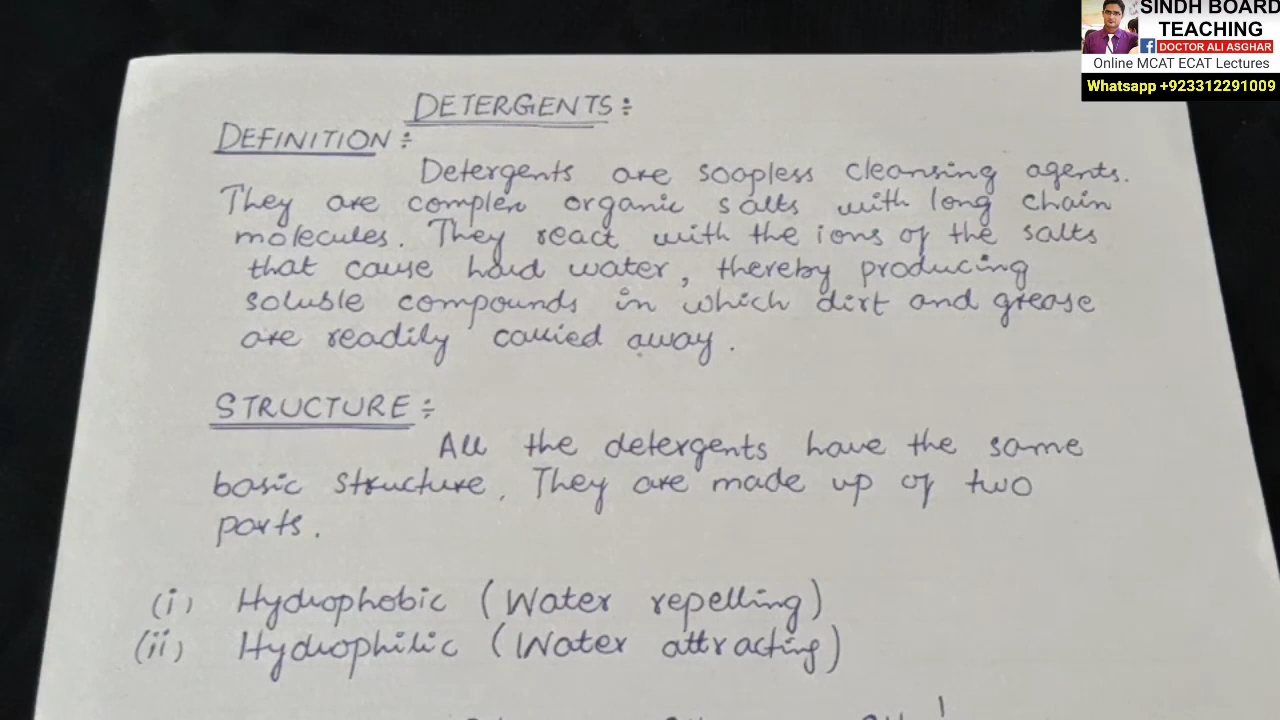 SINDH BOARD
TEACHING
DOCTOR ALI ASGHAR
Online MCAT ECAT Lectures
Whatsapp +923312291009
DETERGENTS÷
DEFINITION÷
Detergents are soapless cleansing agents.
They are complex organic salts with long chain
molecules. They react with the ions of the salts
that cause hard water, thereby producing
soluble compounds in which dirt and grease
are readily carried away.
STRUCTURE÷
All the detergents have the same
basic structure. They are made up of two
parts.
(i) Hydrophobic (Water repelling)
(ii) Hydrophilic (Water attracting)